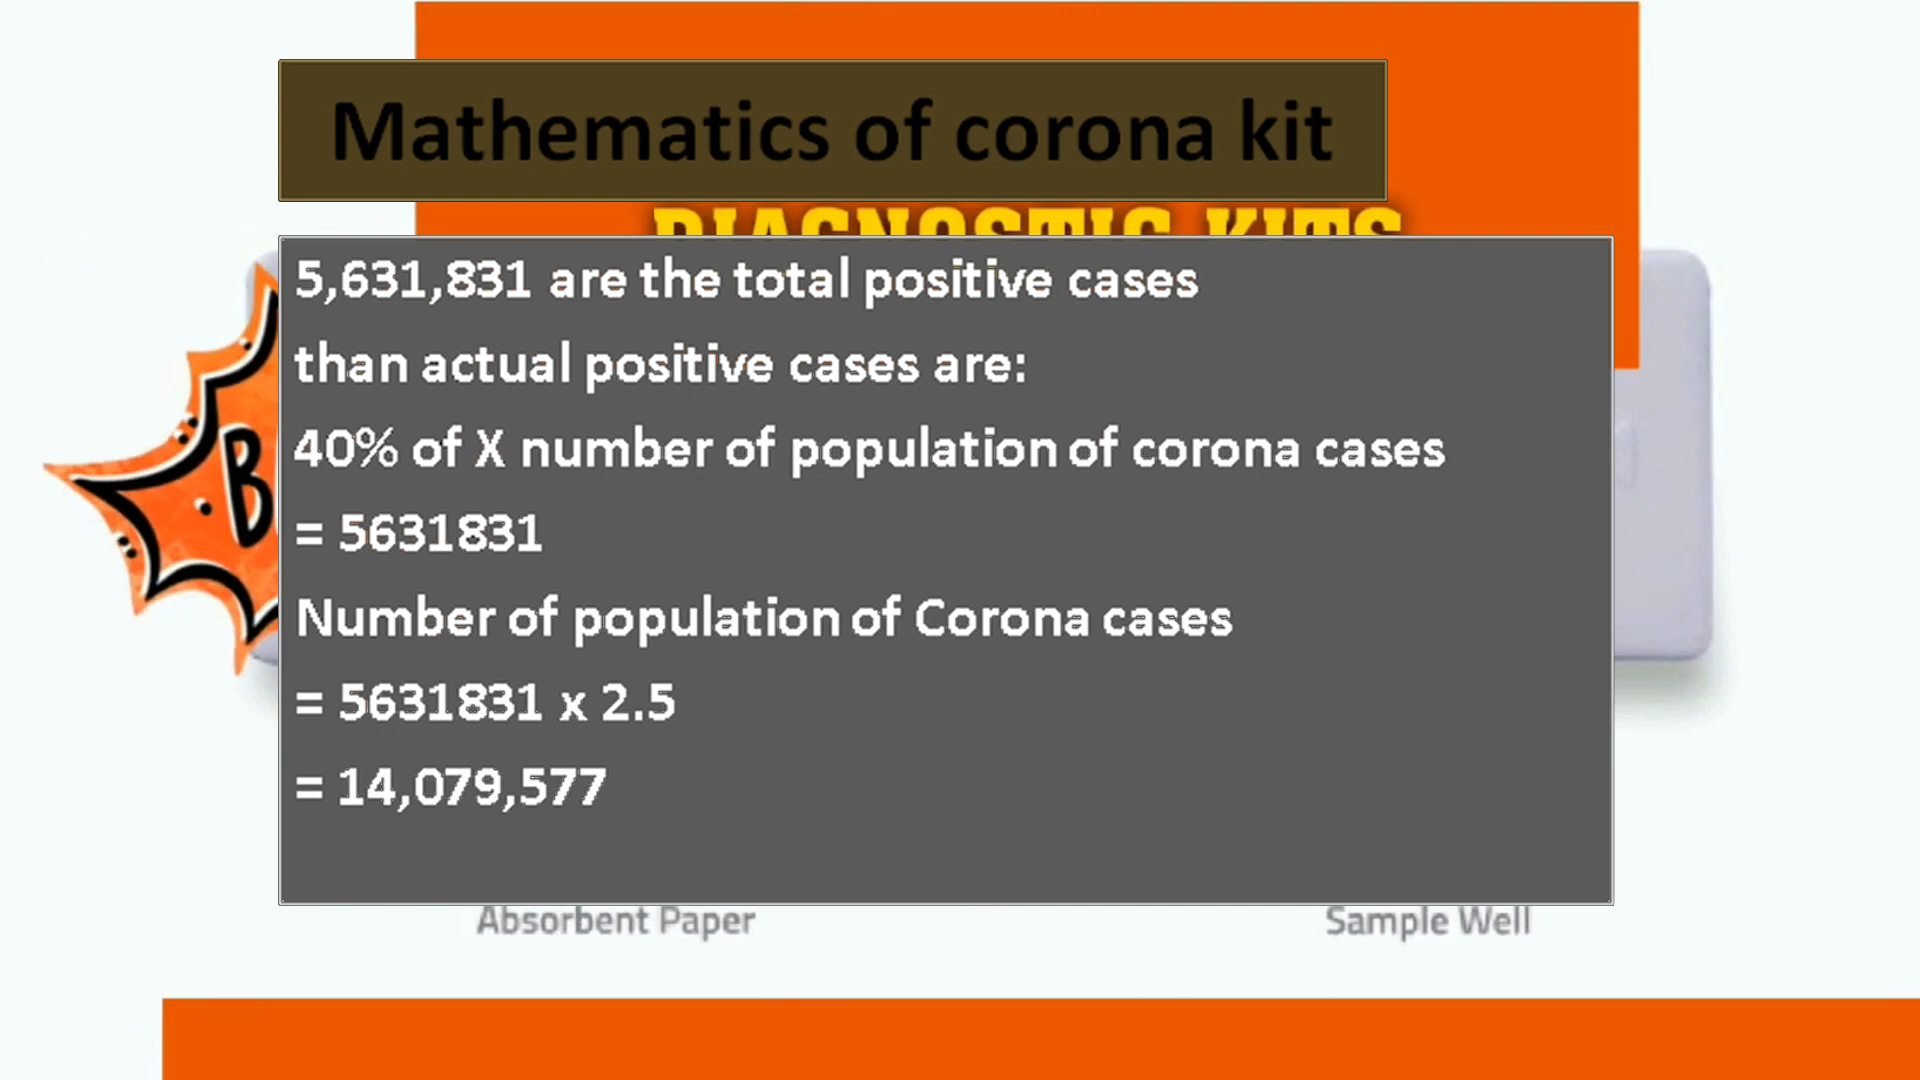 Mathematics of corona kit
DIAGNOSTIC KITS
5,631,831 are the total positive cases
than actual positive cases are:
40% of X number of population of corona cases
= 5631831
Number of population of Corona cases
= 5631831 x 2.5
= 14,079,577
Absorbent Paper
Sample Well